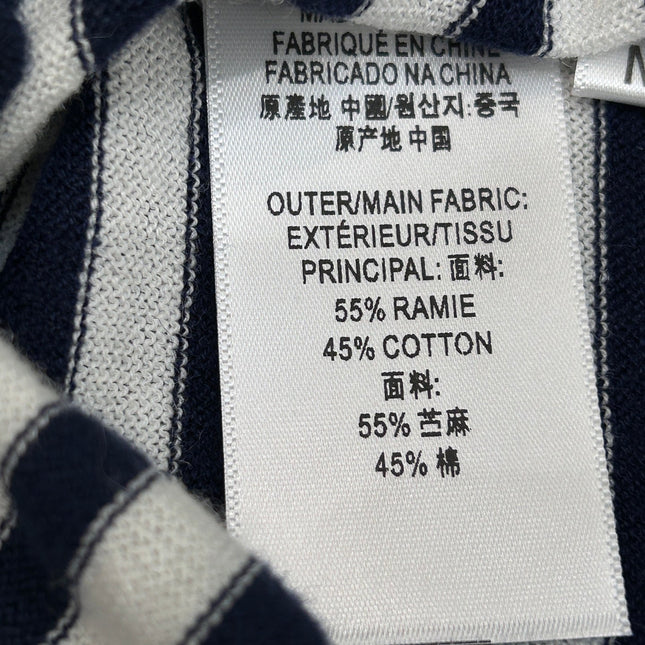 FABRIQUÉ EN CHINE
FABRICADO NA CHINA
原產地 中國/원산지:중국
原产地 中国
OUTER/MAIN FABRIC:
EXTÉRIEUR/TISSU
PRINCIPAL: 面料:
55% RAMIE
45% COTTON
面料:
55% 苎麻
45% 棉